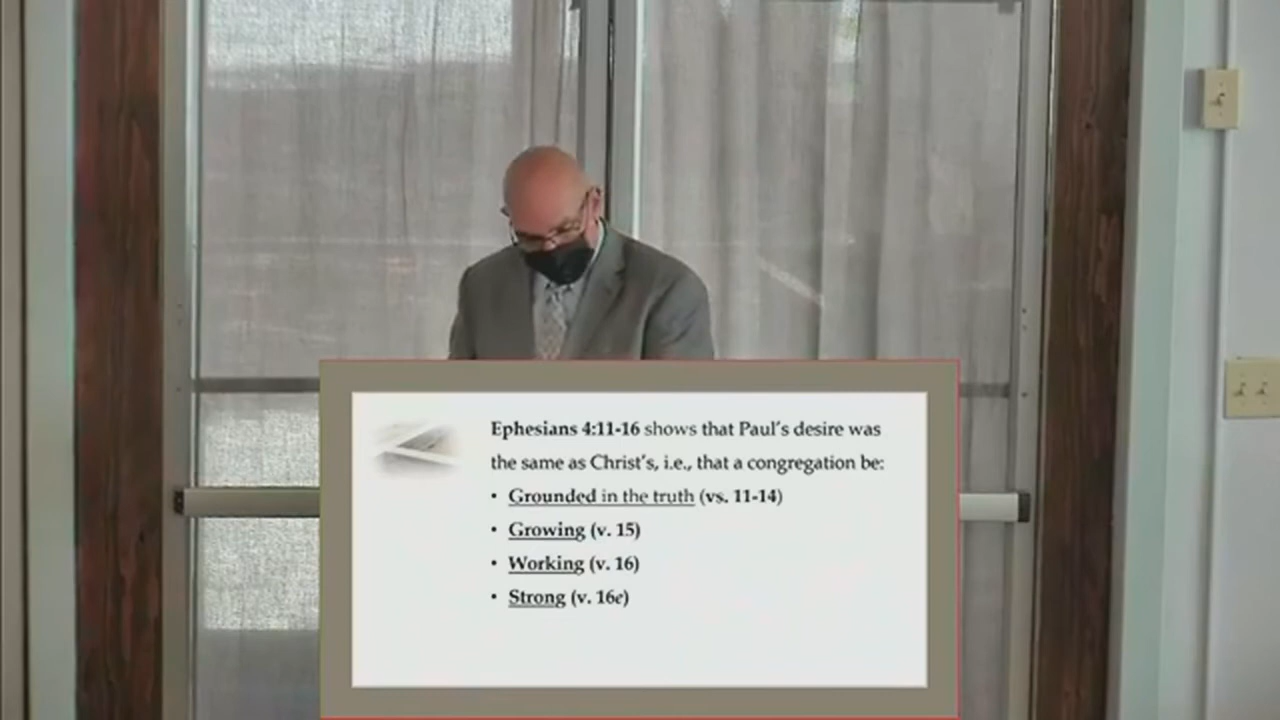 Ephesians 4:11-16 shows that Paul's desire was
the same as Christ's, i.e., that a congregation be:
• Grounded in the truth (vs. 11-14)
• Growing (v. 15)
• Working (v. 16)
• Strong (v. 16e)